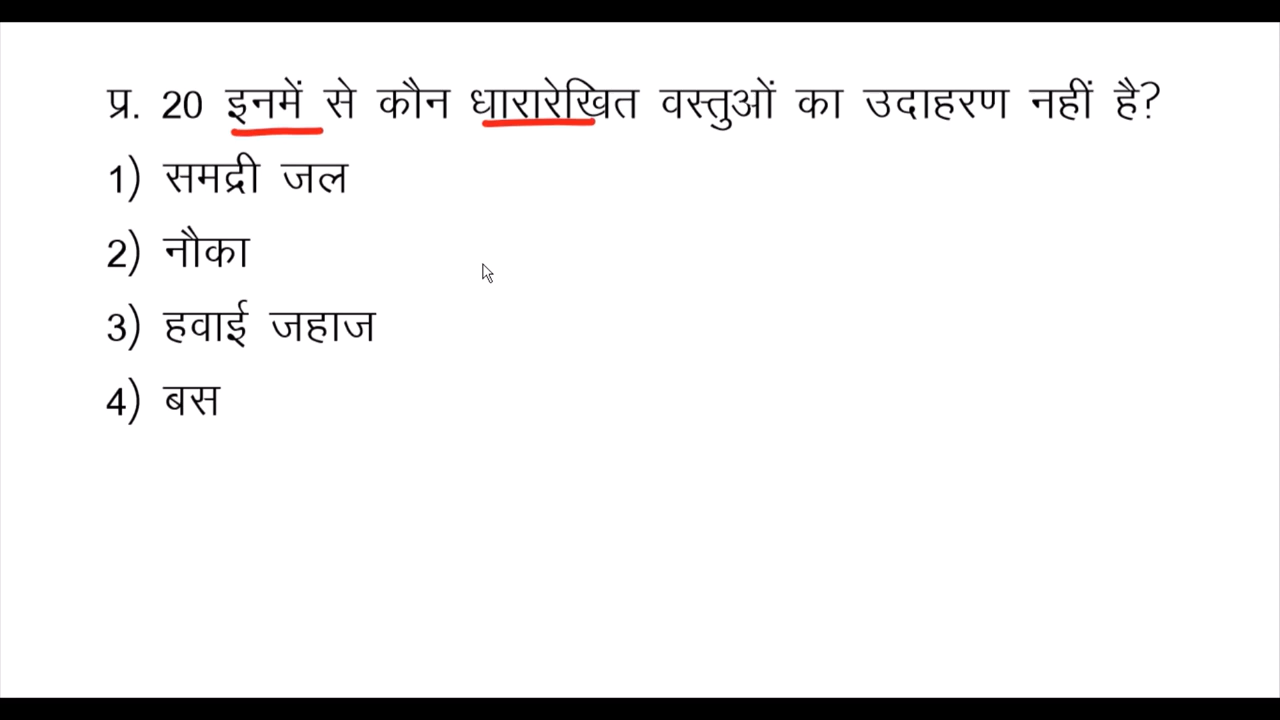 प्र. 20 इनमें से कौन धारारेखित वस्तुओं का उदाहरण नहीं है?
1) समद्री जल
2) नौका
3) हवाई जहाज
4) बस